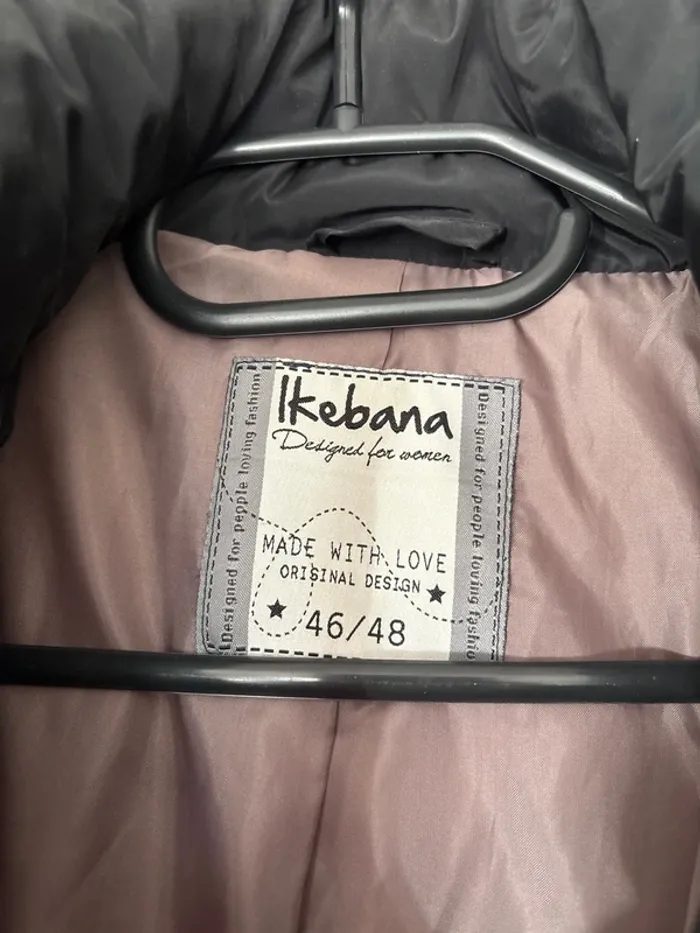 Ikebana
Designed for women
MADE WITH LOVE
ORIGINAL DESIGN
46/48
Designed for people loving fashion
Designed for people loving fashio